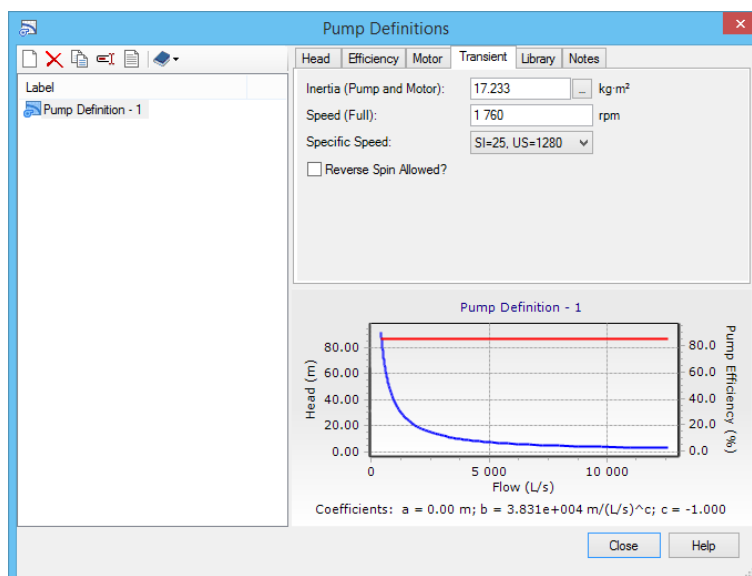 Pump Definitions
Head Efficiency Motor Transient Library Notes
Label
Pump Definition - 1
Inertia (Pump and Motor): 17.233 ... kg·m²
Speed (Full): 1 760 rpm
Specific Speed: SI=25, US=1280
Reverse Spin Allowed?
Pump Definition - 1
Head (m)
80.00
60.00
40.00
20.00
0.00
80.0
60.0
40.0
20.0
0.0
Pump Efficiency (%)
0 5 000 10 000
Flow (L/s)
Coefficients: a = 0.00 m; b = 3.831e+004 m/(L/s)^c; c = -1.000
Close Help